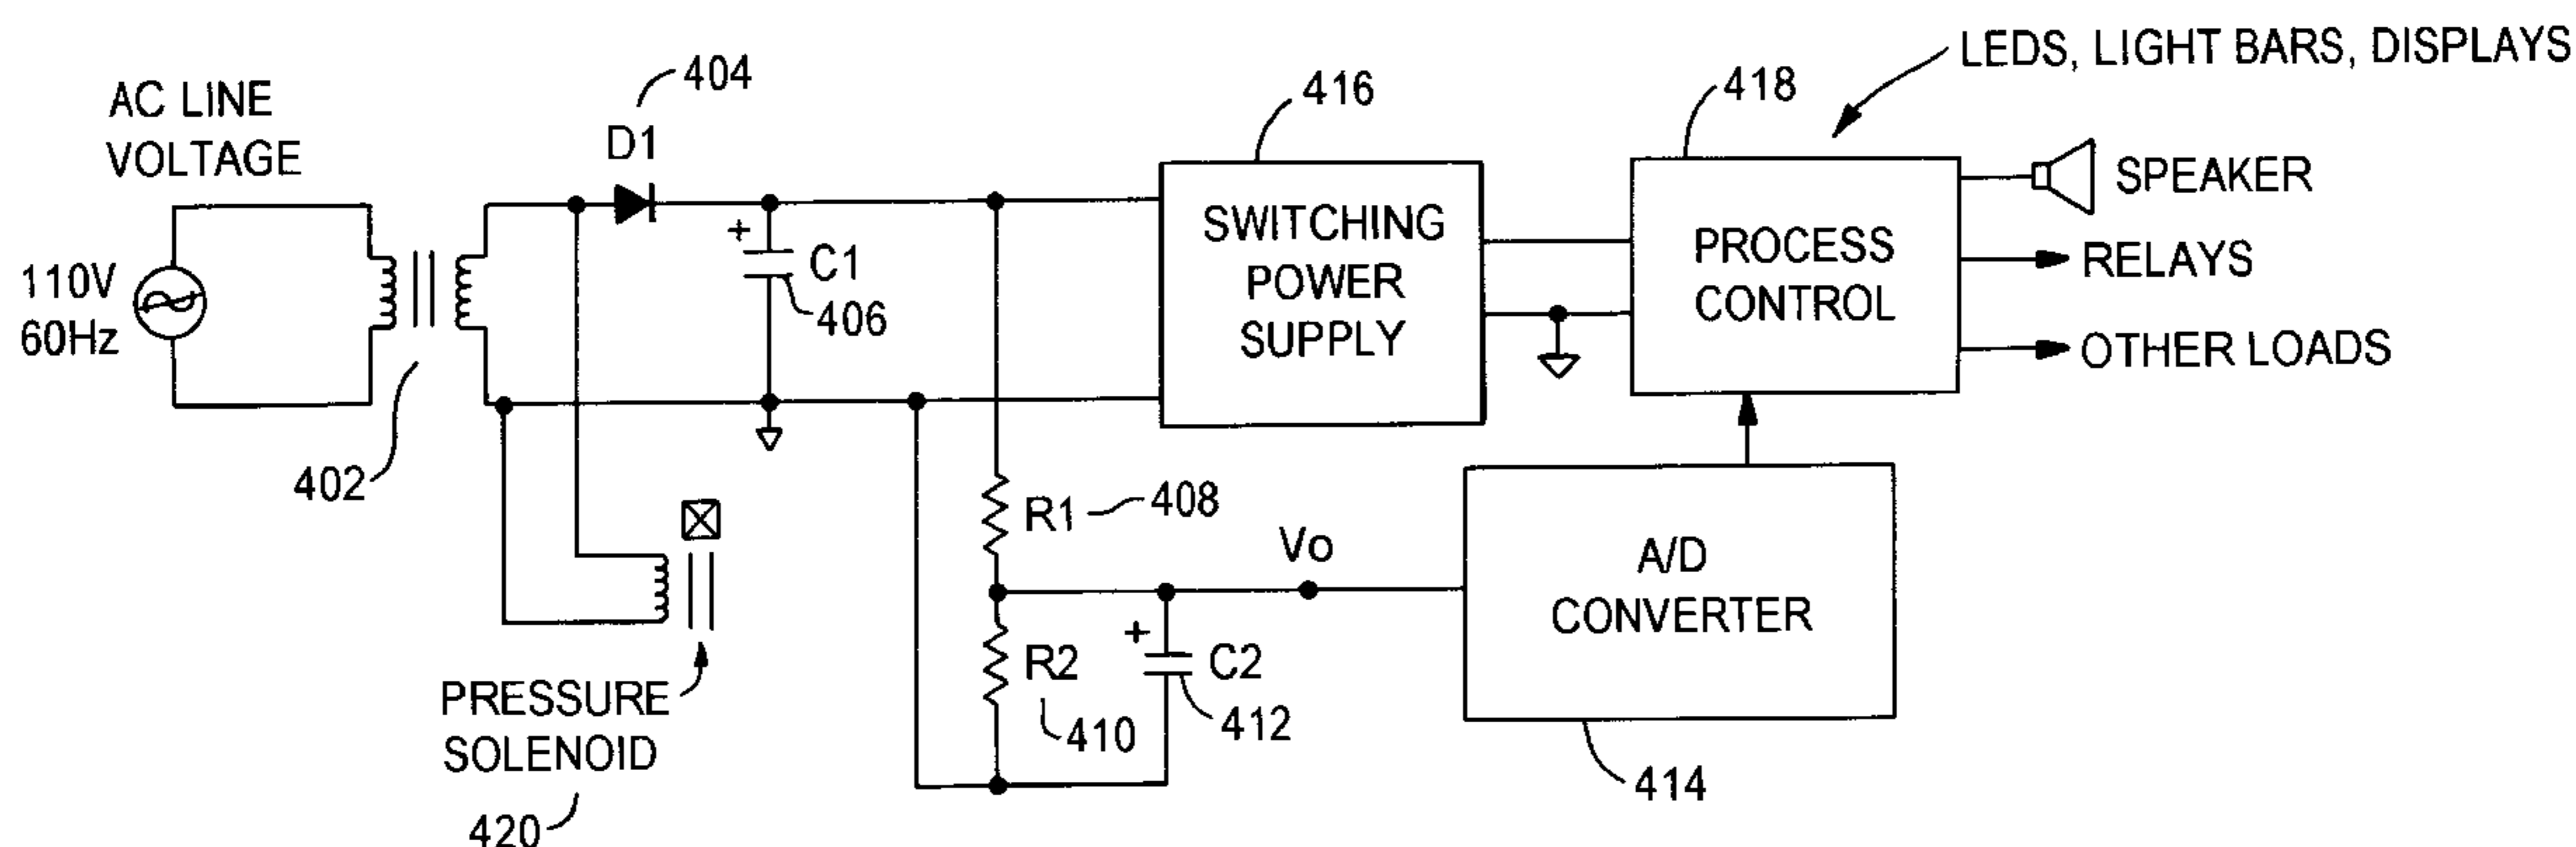 LEDS, LIGHT BARS, DISPLAYS
404
416
418
AC LINE
VOLTAGE
D1
SPEAKER
+
C1
406
SWITCHING
POWER
SUPPLY
PROCESS
CONTROL
RELAYS
110V
60Hz
OTHER LOADS
402
R1
408
Vo
A/D
CONVERTER
+
R2
C2
410
412
PRESSURE
SOLENOID
420
414